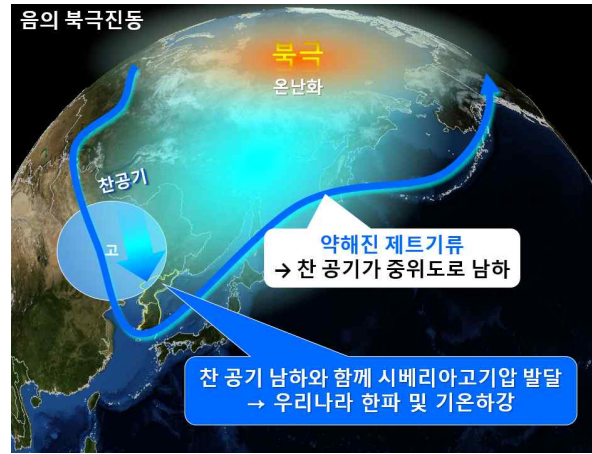 음의 북극진동
북극
온난화
찬공기
고
약해진 제트기류
→ 찬 공기가 중위도로 남하
찬 공기 남하와 함께 시베리아고기압 발달
→ 우리나라 한파 및 기온하강